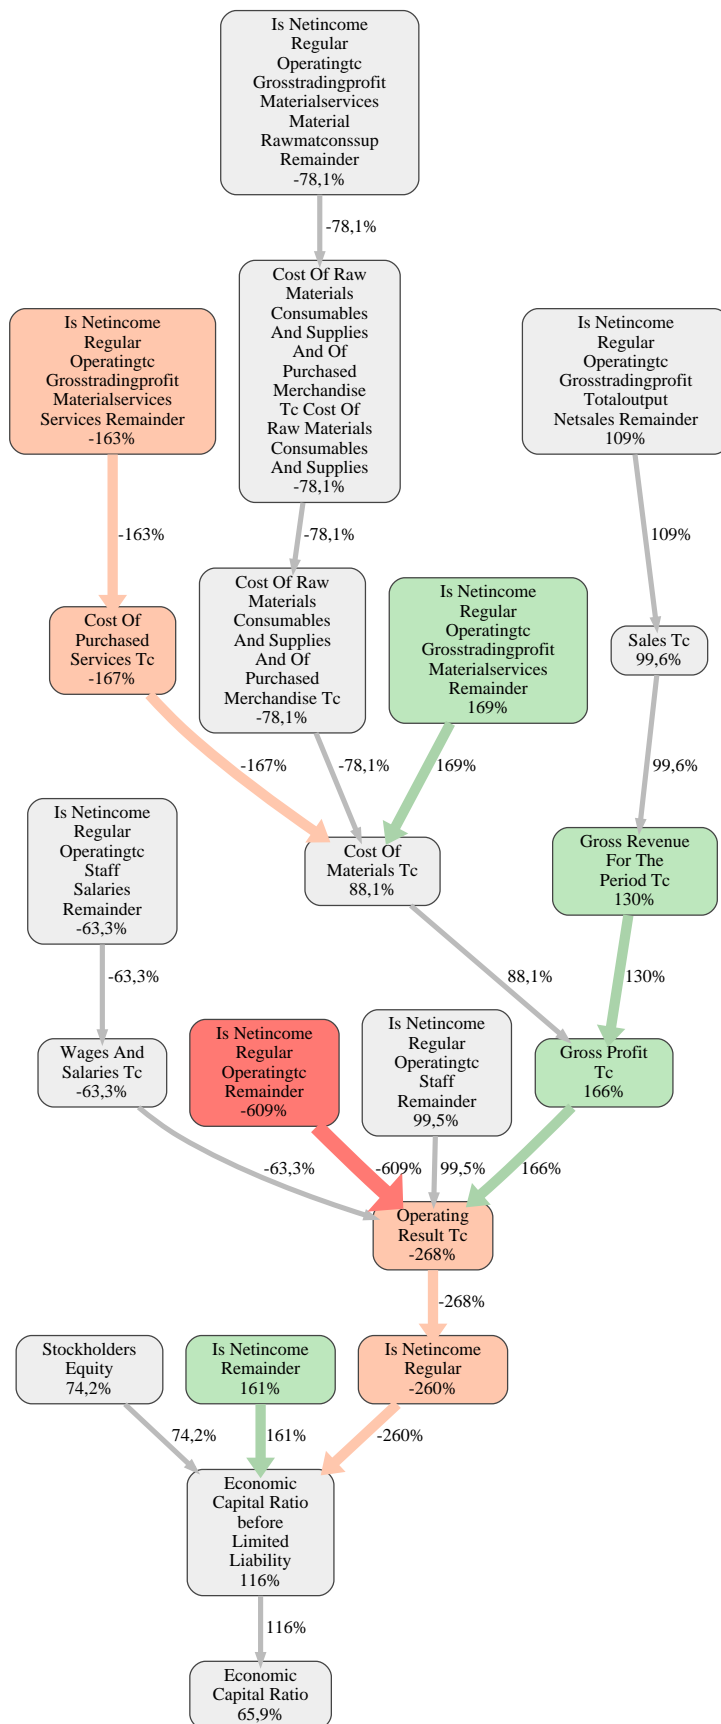 Is Netincome
Regular
Operatingtc
Grosstradingprofit
Materialservices
Material
Rawmatconssup
Remainder
-78,1%
-78,1%
Cost Of Raw
Materials
Consumables
And Supplies
And Of
Purchased
Merchandise
Tc Cost Of
Raw Materials
Consumables
And Supplies
-78,1%
Is Netincome
Regular
Operatingtc
Grosstradingprofit
Materialservices
Services Remainder
-163%
Is Netincome
Regular
Operatingtc
Grosstradingprofit
Totaloutput
Netsales Remainder
109%
-163%
-78,1%
109%
Cost Of
Purchased
Services Tc
-167%
Cost Of Raw
Materials
Consumables
And Supplies
And Of
Purchased
Merchandise Tc
-78,1%
Is Netincome
Regular
Operatingtc
Grosstradingprofit
Materialservices
Remainder
169%
Sales Tc
99,6%
-167%
-78,1%
169%
99,6%
Is Netincome
Regular
Operatingtc
Staff
Salaries
Remainder
-63,3%
Cost Of
Materials Tc
88,1%
Gross Revenue
For The
Period Tc
130%
-63,3%
88,1%
130%
Wages And
Salaries Tc
-63,3%
Is Netincome
Regular
Operatingtc
Remainder
-609%
Is Netincome
Regular
Operatingtc
Staff
Remainder
99,5%
Gross Profit
Tc
166%
-63,3%
-609%
99,5%
166%
Operating
Result Tc
-268%
-268%
Stockholders
Equity
74,2%
Is Netincome
Remainder
161%
Is Netincome
Regular
-260%
74,2%
161%
-260%
Economic
Capital Ratio
before
Limited
Liability
116%
116%
Economic
Capital Ratio
65,9%